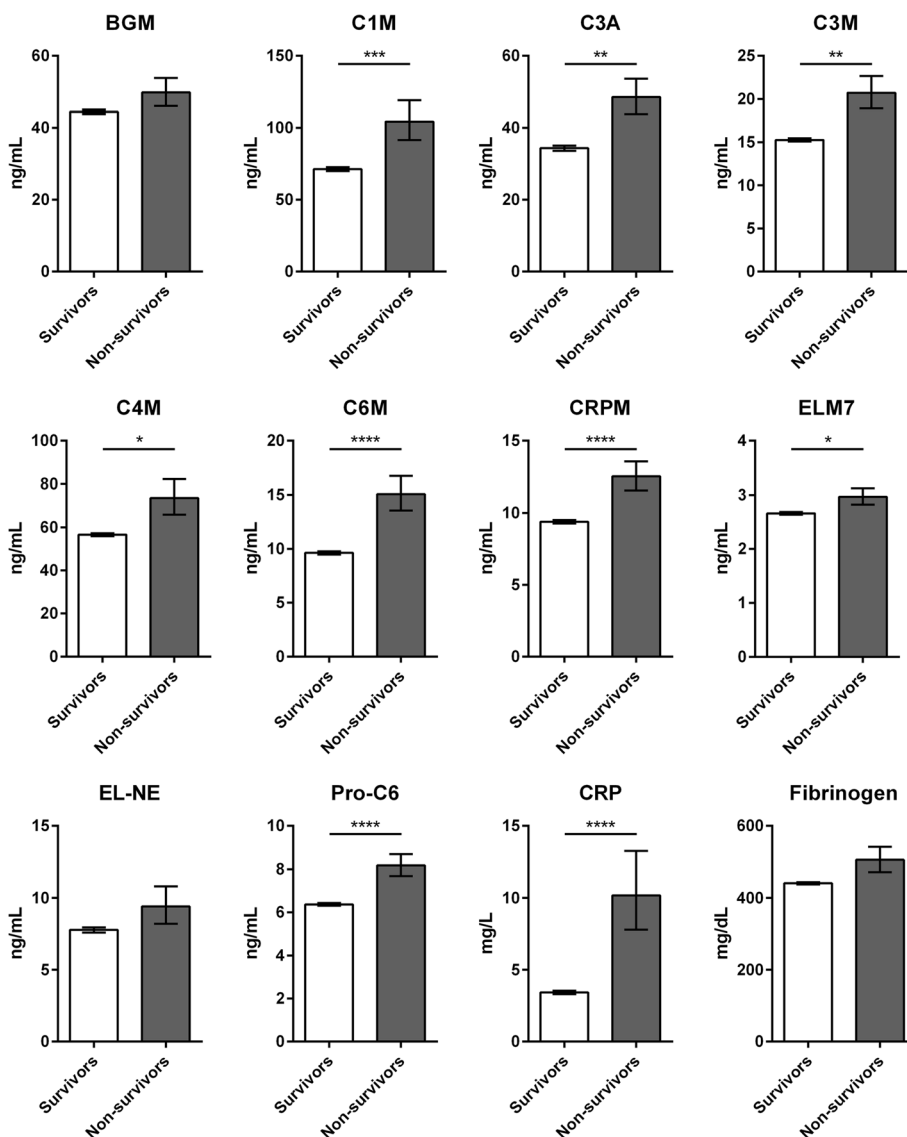 BGM
60
40
20
0
ng/mL
Survivors
Non-survivors
C1M
***
150
100
50
0
ng/mL
Survivors
Non-survivors
C3A
**
60
40
20
0
ng/mL
Survivors
Non-survivors
C3M
**
25
20
15
10
5
0
ng/mL
Survivors
Non-survivors
C4M
*
100
80
60
40
20
0
ng/mL
Survivors
Non-survivors
C6M
****
20
15
10
5
0
ng/mL
Survivors
Non-survivors
CRPM
****
15
10
5
0
ng/mL
Survivors
Non-survivors
ELM7
*
4
3
2
1
0
ng/mL
Survivors
Non-survivors
EL-NE
15
10
5
0
ng/mL
Survivors
Non-survivors
Pro-C6
****
10
8
6
4
2
0
ng/mL
Survivors
Non-survivors
CRP
****
15
10
5
0
mg/L
Survivors
Non-survivors
Fibrinogen
600
400
200
0
mg/dL
Survivors
Non-survivors